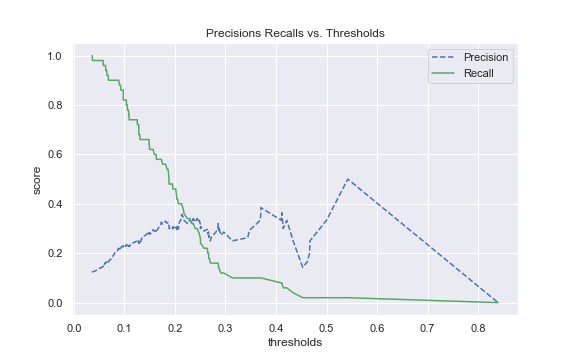 Precisions Recalls vs. Thresholds
Precision
Recall
score
1.0
0.8
0.6
0.4
0.2
0.0
0.0 0.1 0.2 0.3 0.4 0.5 0.6 0.7 0.8
thresholds